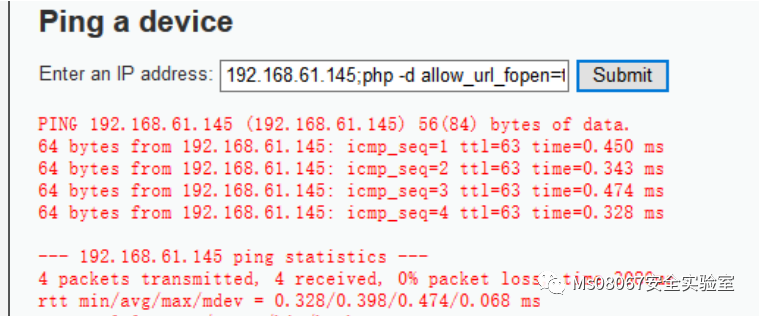 Ping a device
Enter an IP address: 192.168.61.145;php -d allow_url_fopen=t Submit
PING 192.168.61.145 (192.168.61.145) 56(84) bytes of data.
64 bytes from 192.168.61.145: icmp_seq=1 ttl=63 time=0.450 ms
64 bytes from 192.168.61.145: icmp_seq=2 ttl=63 time=0.343 ms
64 bytes from 192.168.61.145: icmp_seq=3 ttl=63 time=0.474 ms
64 bytes from 192.168.61.145: icmp_seq=4 ttl=63 time=0.328 ms
--- 192.168.61.145 ping statistics ---
4 packets transmitted, 4 received, 0% packet loss, time
Ms08067安全实验室
rtt min/avg/max/mdev = 0.328/0.398/0.474/0.068 ms